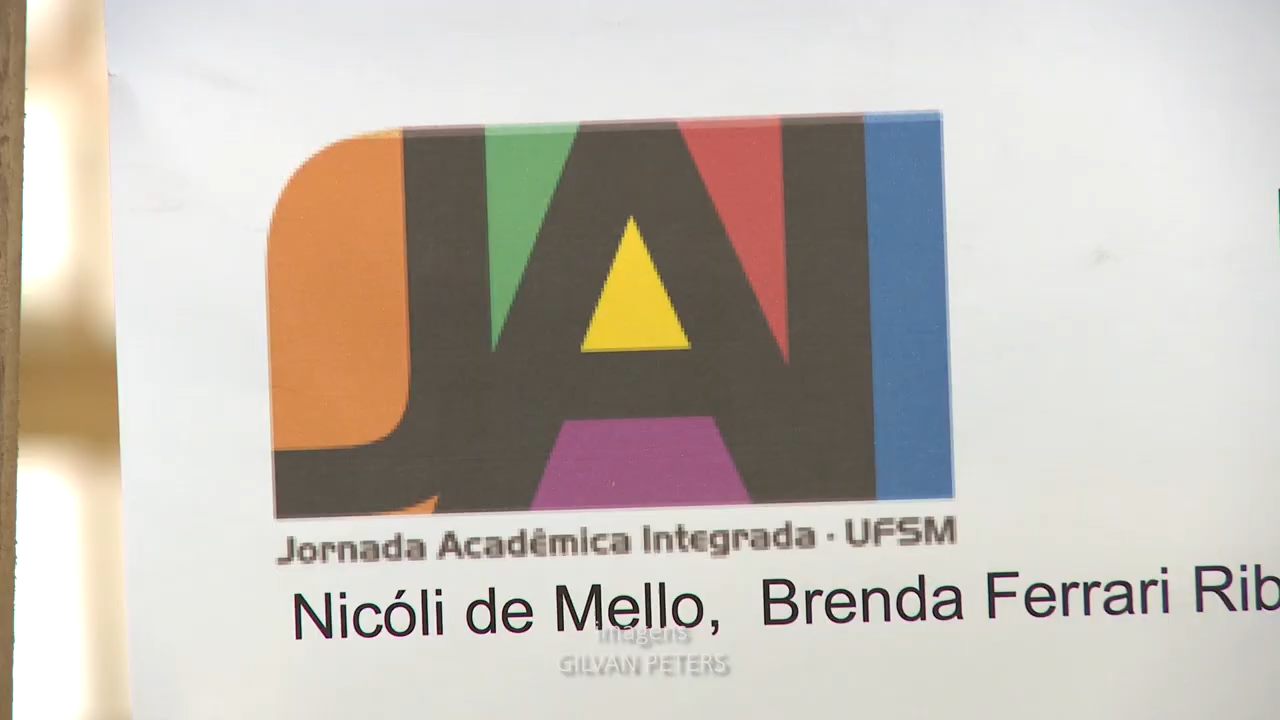 JAI
Jornada Acadêmica Integrada · UFSM
Nicóli de Mello, Brenda Ferrari Rib
imagens
GILVAN PETERS